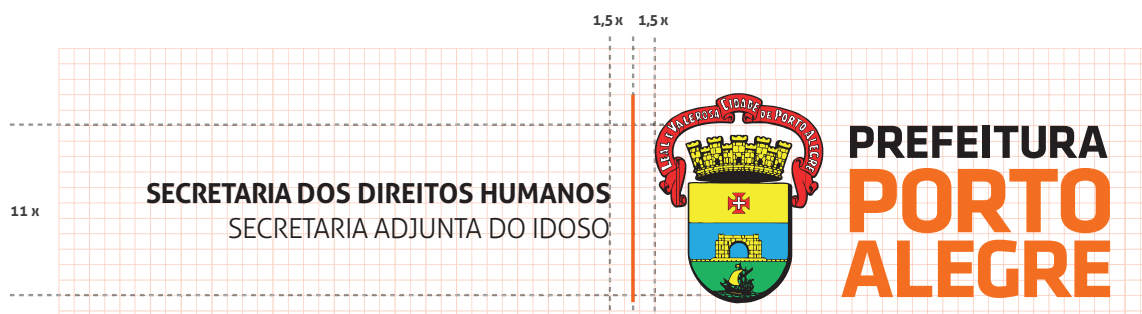 1,5 x 1,5 x
LEAL E VALEROSA CIDADE DE PORTO ALEGRE
PREFEITURA
PORTO
ALEGRE
SECRETARIA DOS DIREITOS HUMANOS
SECRETARIA ADJUNTA DO IDOSO
11 x